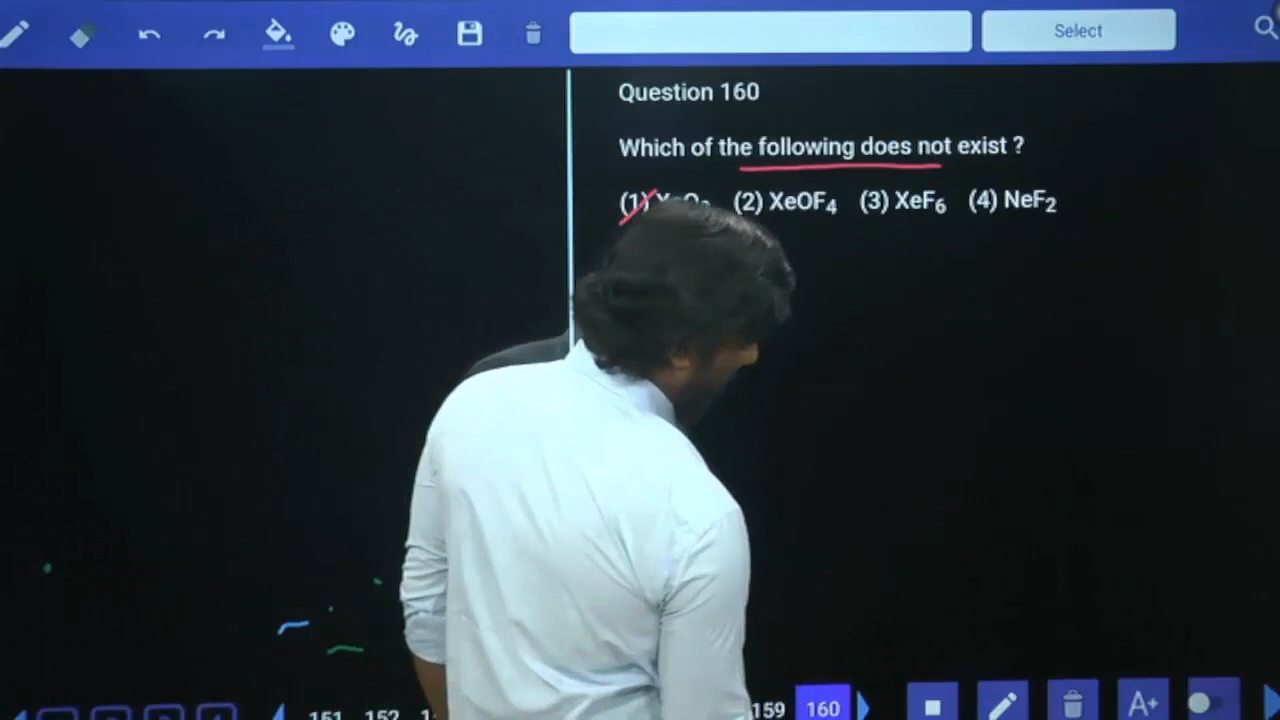 Select
Question 160
Which of the following does not exist ?
(1) (2) XeOF₄ (3) XeF₆ (4) NeF₂
151 152 159 160 A+